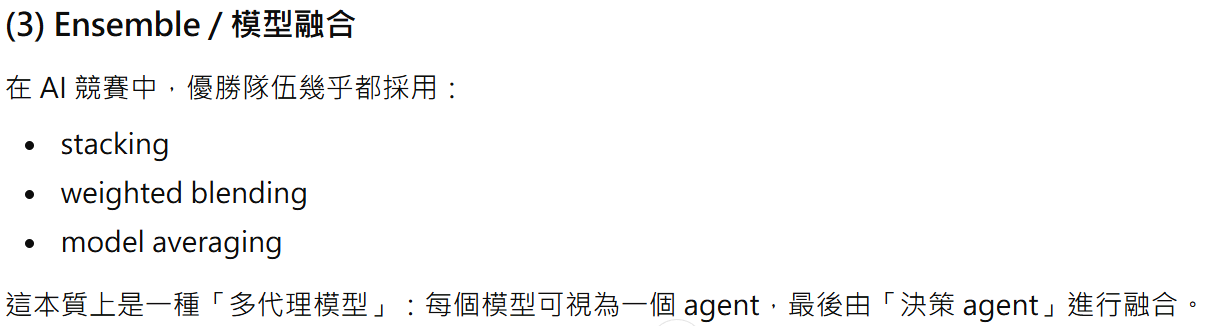 (3) Ensemble / 模型融合
在 AI 競賽中，優勝隊伍幾乎都採用：
• stacking
• weighted blending
• model averaging
這本質上是一種「多代理模型」：每個模型可視為一個 agent，最後由「決策 agent」進行融合。